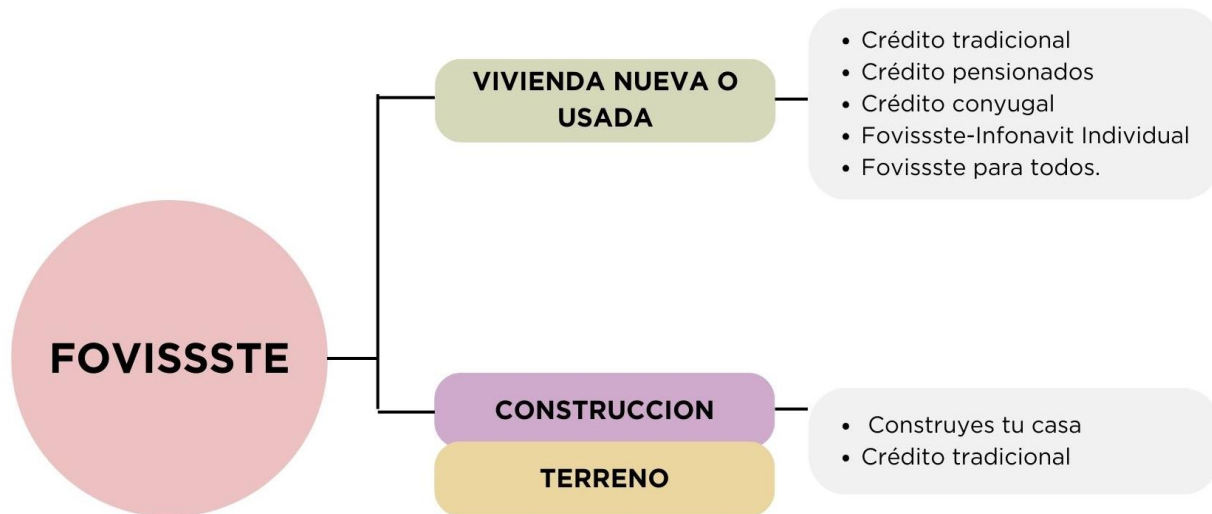 FOVISSSTE
VIVIENDA NUEVA O
USADA
• Crédito tradicional
• Crédito pensionados
• Crédito conyugal
• Fovissste-Infonavit Individual
• Fovissste para todos.
CONSTRUCCION
TERRENO
• Construyes tu casa
• Crédito tradicional